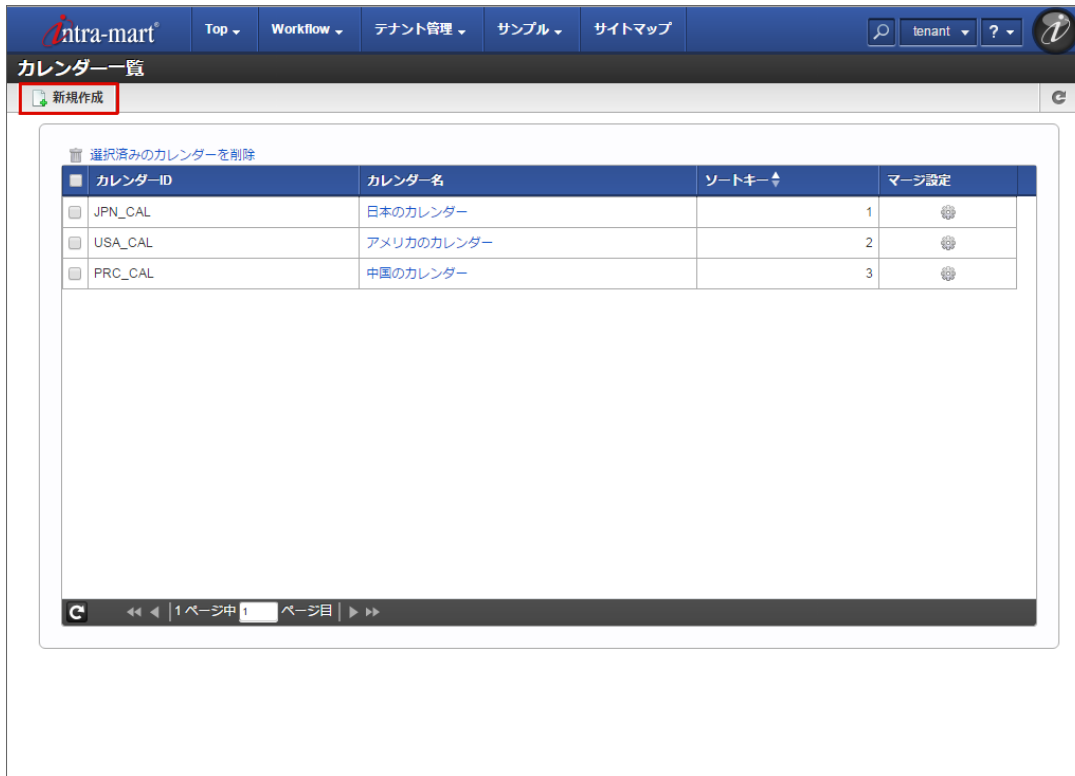 intra-mart® Top Workflow テナント管理 サンプル サイトマップ tenant ?
カレンダー一覧
新規作成
選択済みのカレンダーを削除
カレンダーID カレンダー名 ソートキー マージ設定
JPN_CAL 日本のカレンダー 1
USA_CAL アメリカのカレンダー 2
PRC_CAL 中国のカレンダー 3
1 ページ中 1 ページ目